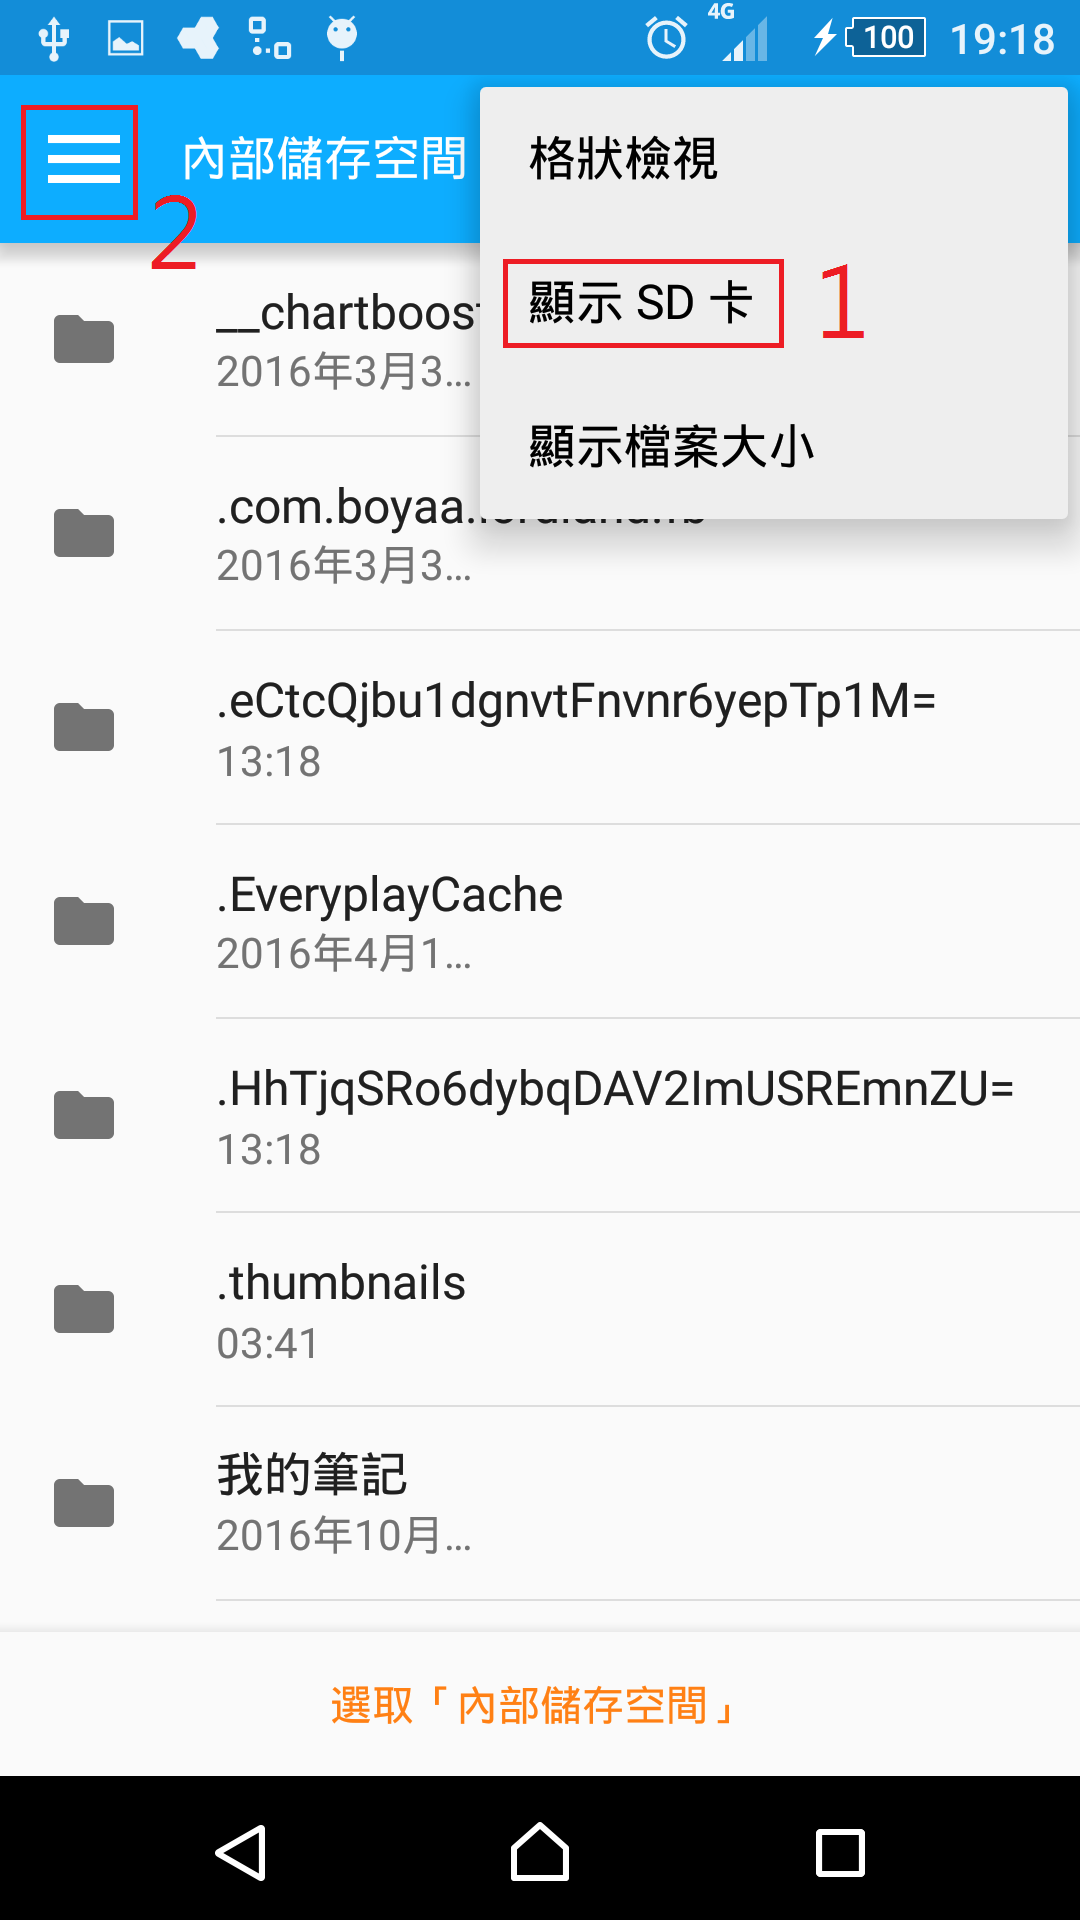 4G
100
19:18
內部儲存空間
2
格狀檢視
顯示 SD 卡
1
顯示檔案大小
__chartboost
2016年3月3...
.com.boyaa.
2016年3月3...
.eCtcQjbu1dgnvtFnvnr6yepTp1M=
13:18
.EveryplayCache
2016年4月1...
.HhTjqSRo6dybqDAV2ImUSREmnZU=
13:18
.thumbnails
03:41
我的筆記
2016年10月...
選取「內部儲存空間」